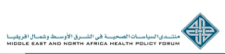 منتدى السياسات الصحية في الشرق الأوسط وشمال افريقيا
MIDDLE EAST AND NORTH AFRICA HEALTH POLICY FORUM